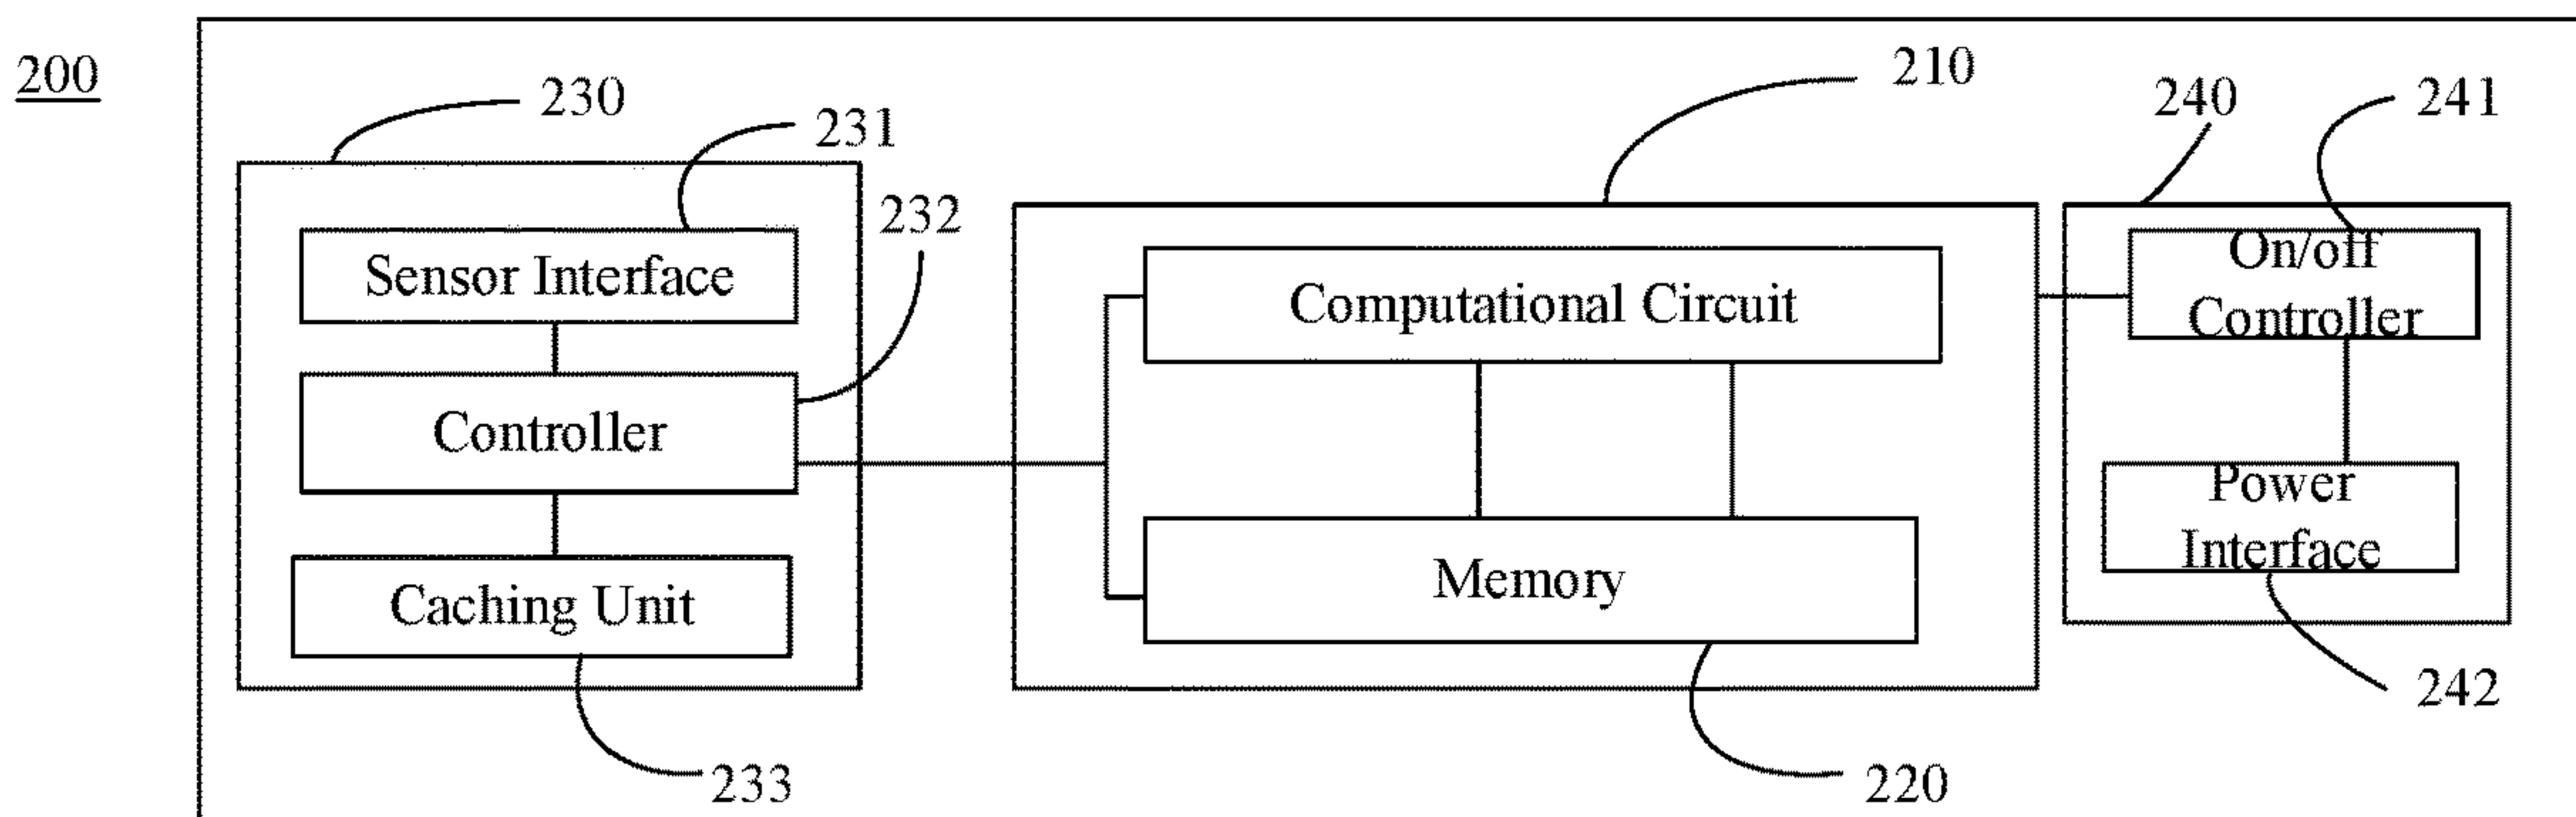 200
230
231
232
210
240
241
Sensor Interface
Controller
Caching Unit
233
Computational Circuit
Memory
220
On/off
Controller
Power
Interface
242